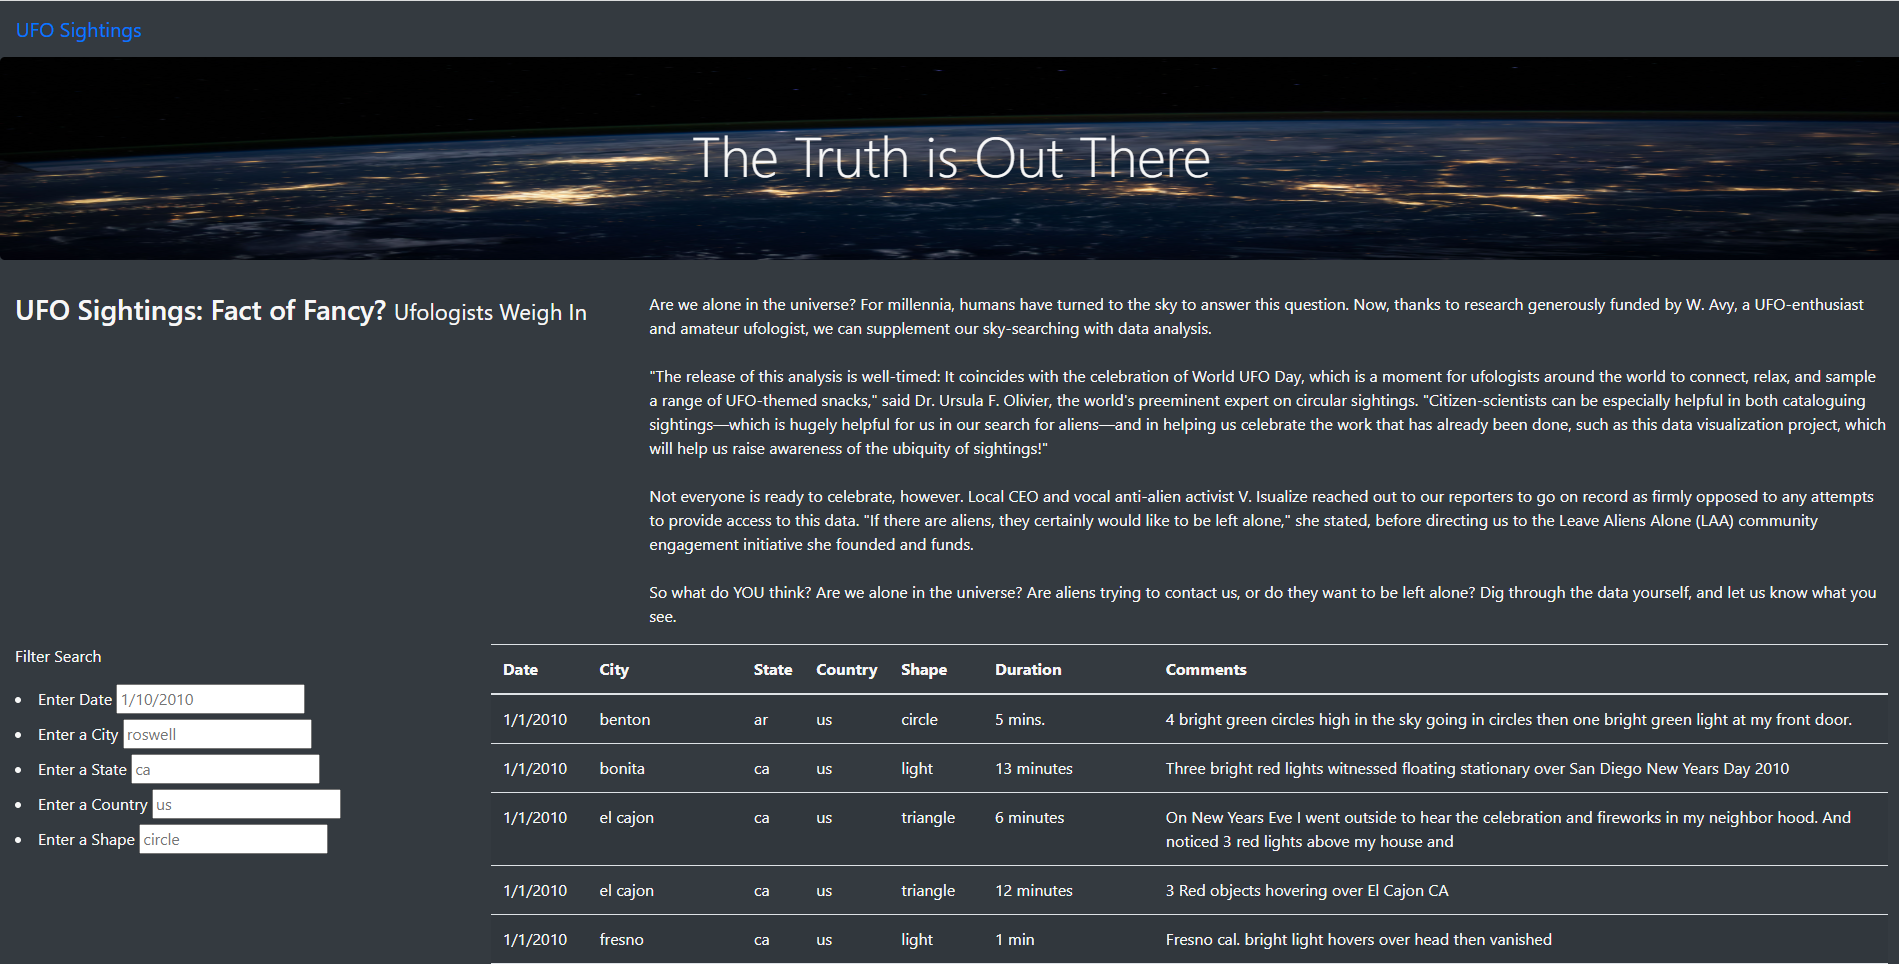 UFO Sightings
The Truth is Out There
UFO Sightings: Fact of Fancy? Ufologists Weigh In
Are we alone in the universe? For millennia, humans have turned to the sky to answer this question. Now, thanks to research generously funded by W. Avy, a UFO-enthusiast
and amateur ufologist, we can supplement our sky-searching with data analysis.
"The release of this analysis is well-timed: It coincides with the celebration of World UFO Day, which is a moment for ufologists around the world to connect, relax, and sample
a range of UFO-themed snacks," said Dr. Ursula F. Olivier, the world's preeminent expert on circular sightings. "Citizen-scientists can be especially helpful in both cataloguing
sightings—which is hugely helpful for us in our search for aliens—and in helping us celebrate the work that has already been done, such as this data visualization project, which
will help us raise awareness of the ubiquity of sightings!"
Not everyone is ready to celebrate, however. Local CEO and vocal anti-alien activist V. Isualize reached out to our reporters to go on record as firmly opposed to any attempts
to provide access to this data. "If there are aliens, they certainly would like to be left alone," she stated, before directing us to the Leave Aliens Alone (LAA) community
engagement initiative she founded and funds.
So what do YOU think? Are we alone in the universe? Are aliens trying to contact us, or do they want to be left alone? Dig through the data yourself, and let us know what you
see.
Filter Search
• Enter Date 1/10/2010
• Enter a City roswell
• Enter a State ca
• Enter a Country us
• Enter a Shape circle
Date City State Country Shape Duration Comments
1/1/2010 benton ar us circle 5 mins. 4 bright green circles high in the sky going in circles then one bright green light at my front door.
1/1/2010 bonita ca us light 13 minutes Three bright red lights witnessed floating stationary over San Diego New Years Day 2010
1/1/2010 el cajon ca us triangle 6 minutes On New Years Eve I went outside to hear the celebration and fireworks in my neighbor hood. And
noticed 3 red lights above my house and
1/1/2010 el cajon ca us triangle 12 minutes 3 Red objects hovering over El Cajon CA
1/1/2010 fresno ca us light 1 min Fresno cal. bright light hovers over head then vanished